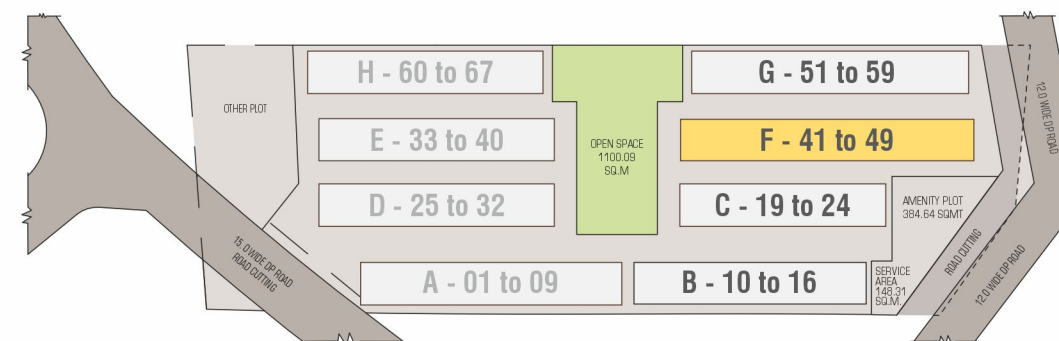 H - 60 to 67
G - 51 to 59
OTHER PLOT
12.0 WIDE DP ROAD
E - 33 to 40
OPEN SPACE
1100.09
SQ.M
F - 41 to 49
D - 25 to 32
C - 19 to 24
AMENITY PLOT
384.64 SQMT
15.0 WIDE DP ROAD
ROAD CUTTING
ROAD CUTTING
12.0 WIDE DP ROAD
A - 01 to 09
B - 10 to 16
SERVICE
AREA
148.31
SQ.M.